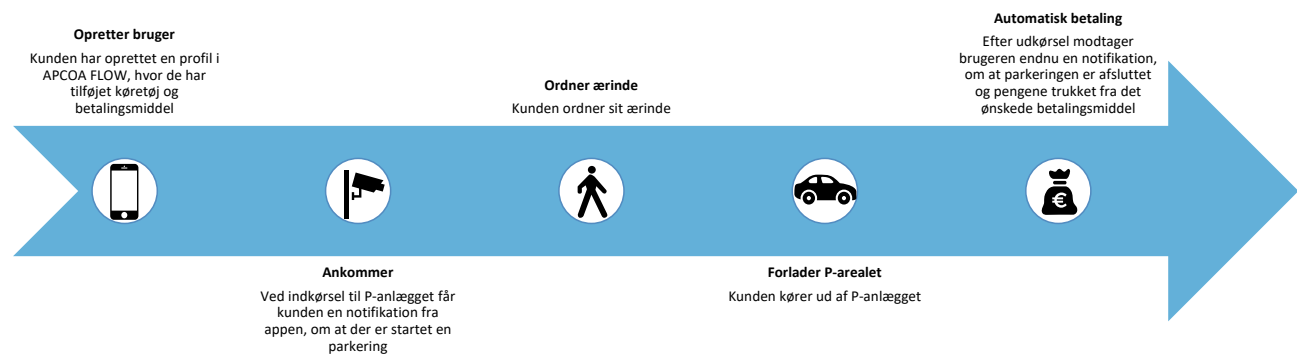 Opretter bruger
Kunden har oprettet en profil i
APCOA FLOW, hvor de har
tilføjet køretøj og
betalingsmiddel
Ankommer
Ved indkørsel til P-anlægget får
kunden en notifikation fra
appen, om at der er startet en
parkering
Ordner ærinde
Kunden ordner sit ærinde
Forlader P-arealet
Kunden kører ud af P-anlægget
Automatisk betaling
Efter udkørsel modtager
brugeren endnu en notifikation,
om at parkeringen er afsluttet
og pengene trukket fra det
ønskede betalingsmiddel
€